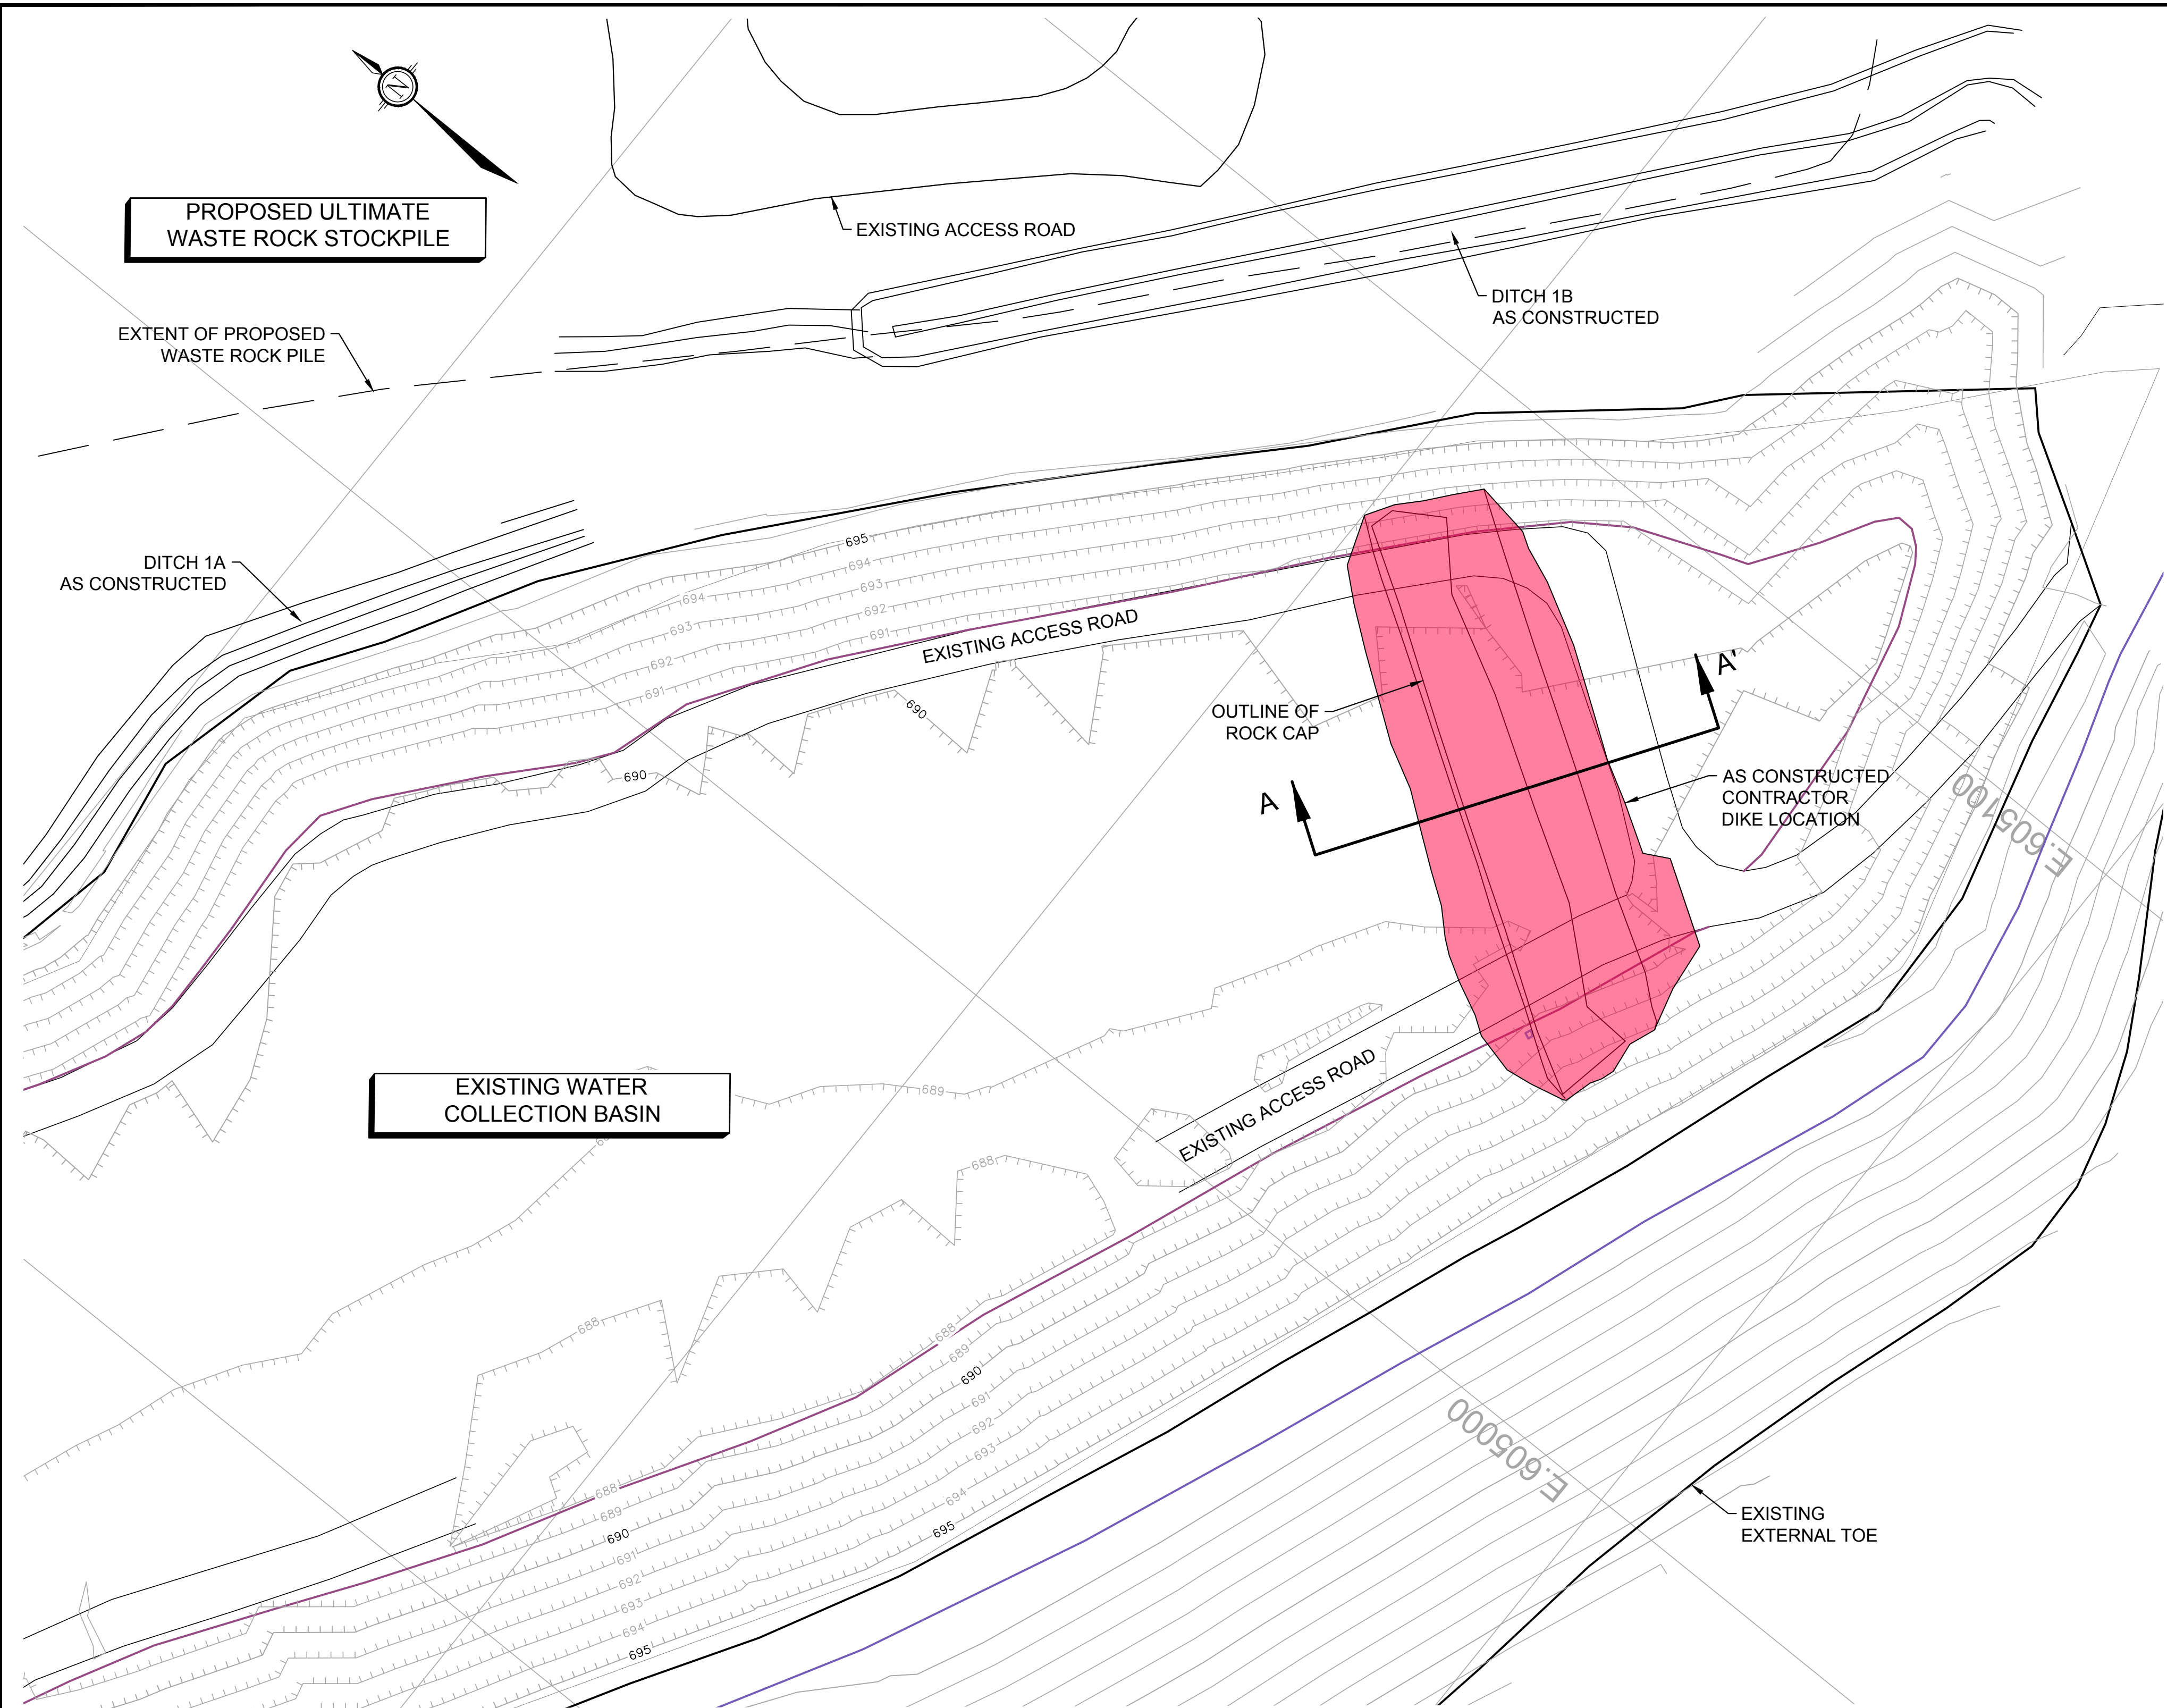 N
PROPOSED ULTIMATE
WASTE ROCK STOCKPILE
EXISTING ACCESS ROAD
DITCH 1B
AS CONSTRUCTED
EXTENT OF PROPOSED
WASTE ROCK PILE
DITCH 1A
AS CONSTRUCTED
695
694
693
692
691
694
693
692
691
EXISTING ACCESS ROAD
690
690
OUTLINE OF
ROCK CAP
A'
A
AS CONSTRUCTED
CONTRACTOR
DIKE LOCATION
E.605100
EXISTING WATER
COLLECTION BASIN
689
EXISTING ACCESS ROAD
688
688
688
689
690
691
692
693
694
695
688
689
690
691
692
693
694
695
E.605000
EXISTING
EXTERNAL TOE